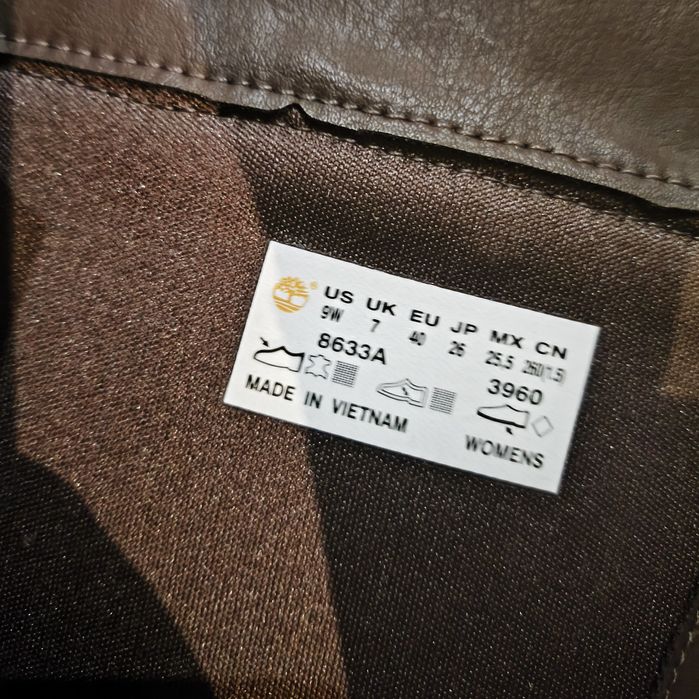 US UK EU JP MX CN
9W 7 40 26 25.5 260(1.5)
8633A 3960
MADE IN VIETNAM WOMENS